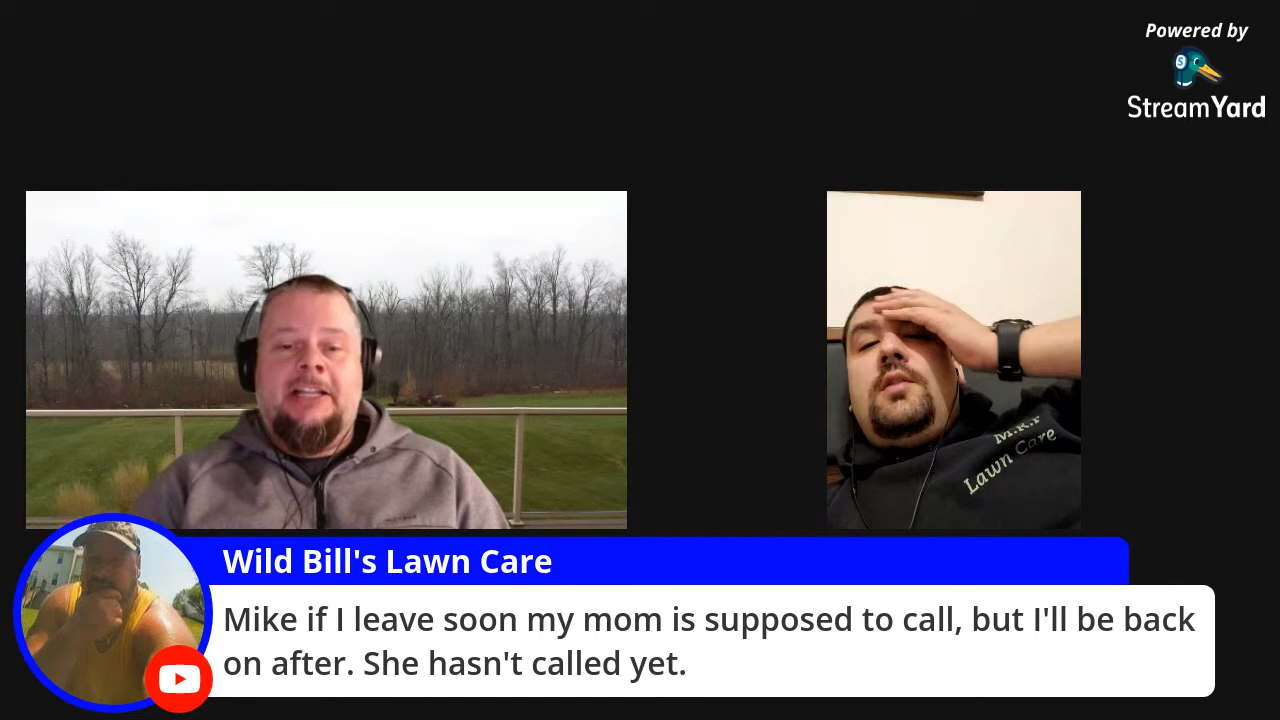 Powered by
StreamYard
M.R.P
Lawn Care
Wild Bill's Lawn Care
Mike if I leave soon my mom is supposed to call, but I'll be back
on after. She hasn't called yet.